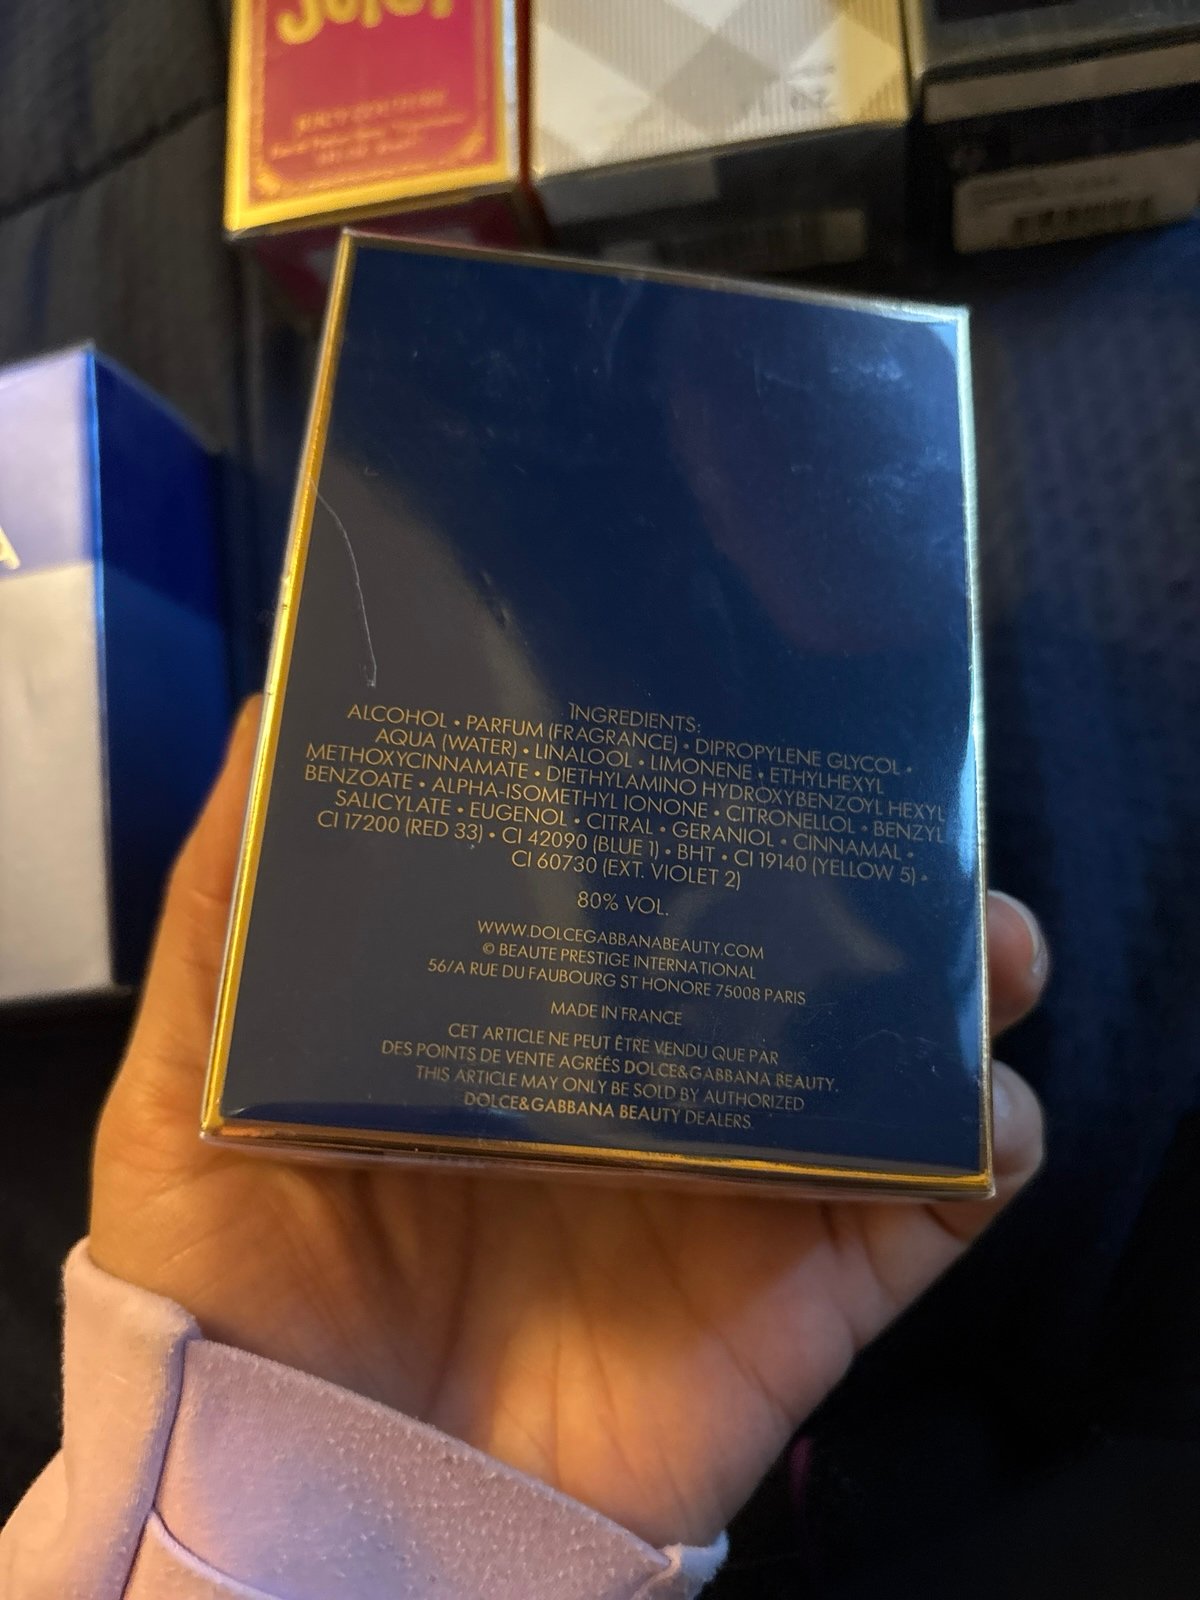 Juicy
INGREDIENTS:
ALCOHOL • PARFUM (FRAGRANCE) • DIPROPYLENE GLYCOL •
AQUA (WATER) • LINALOOL • LIMONENE • ETHYLHEXYL
METHOXYCINNAMATE • DIETHYLAMINO HYDROXYBENZOYL HEXYL
BENZOATE • ALPHA-ISOMETHYL IONONE • CITRONELLOL • BENZYL
SALICYLATE • EUGENOL • CITRAL • GERANIOL • CINNAMAL •
CI 17200 (RED 33) • CI 42090 (BLUE 1) • BHT • CI 19140 (YELLOW 5) •
CI 60730 (EXT. VIOLET 2)
80% VOL.
WWW.DOLCEGABBANABEAUTY.COM
© BEAUTE PRESTIGE INTERNATIONAL
56/A RUE DU FAUBOURG ST HONORE 75008 PARIS
MADE IN FRANCE
CET ARTICLE NE PEUT ÊTRE VENDU QUE PAR
DES POINTS DE VENTE AGRÉÉS DOLCE&GABBANA BEAUTY.
THIS ARTICLE MAY ONLY BE SOLD BY AUTHORIZED
DOLCE&GABBANA BEAUTY DEALERS.